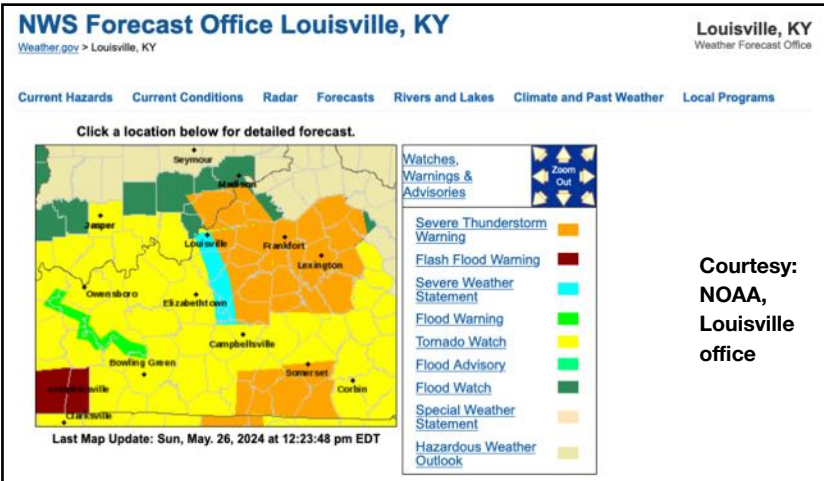 NWS Forecast Office Louisville, KY
Weather.gov > Louisville, KY
Louisville, KY
Weather Forecast Office
Current Hazards Current Conditions Radar Forecasts Rivers and Lakes Climate and Past Weather Local Programs
Click a location below for detailed forecast.
Seymour
Madison
Jasper
Louisville
Frankfort
Lexington
Owensboro
Elizabethtown
Campbellsville
Bowling Green
Somerset
Corbin
Hopkinsville
Clarksville
Last Map Update: Sun, May. 26, 2024 at 12:23:48 pm EDT
Watches,
Warnings &
Advisories
Zoom
Out
Severe Thunderstorm
Warning
Flash Flood Warning
Severe Weather
Statement
Flood Warning
Tornado Watch
Flood Advisory
Flood Watch
Special Weather
Statement
Hazardous Weather
Outlook
Courtesy:
NOAA,
Louisville
office